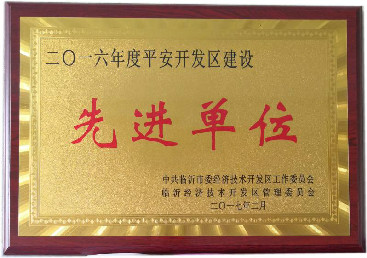 二〇一六年度平安开发区建设
先进单位
中共临沂市委经济技术开发区工作委员会
临沂经济技术开发区管理委员会
二〇一七年二月